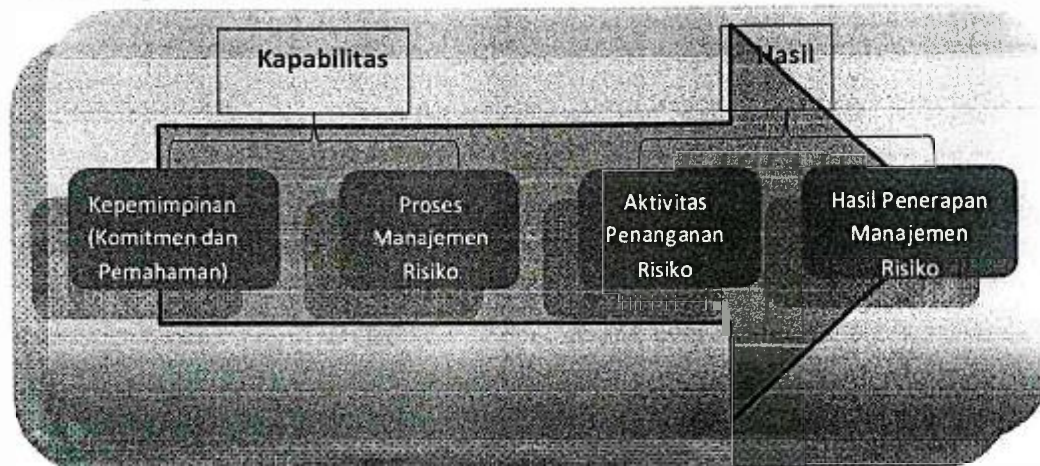 Kapabilitas
Hasil
Kepemimpinan
(Komitmen dan
Pemahaman)
Proses
Manajemen
Risiko
Aktivitas
Penanganan
Risiko
Hasil Penerapan
Manajemen
Risiko